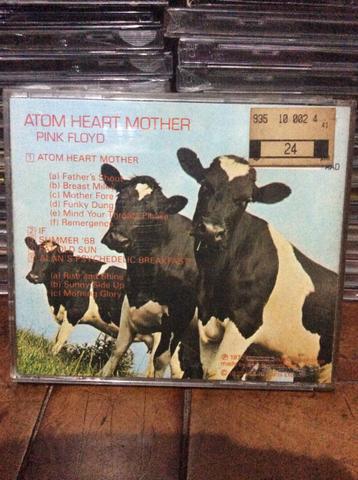 ATOM HEART MOTHER
PINK FLOYD
935 10 002 4
41
24
1 ATOM HEART MOTHER
(a) Father's Shout
(b) Breast Milky
(c) Mother Fore
(d) Funky Dung
(e) Mind Your Throats Please
(f) Remergence
2 IF
SUMMER '68
OLD SUN
ALAN'S PSYCHEDELIC BREAKFAST
(a) Rise and Shine
(b) Sunny Side Up
(c) Morning Glory